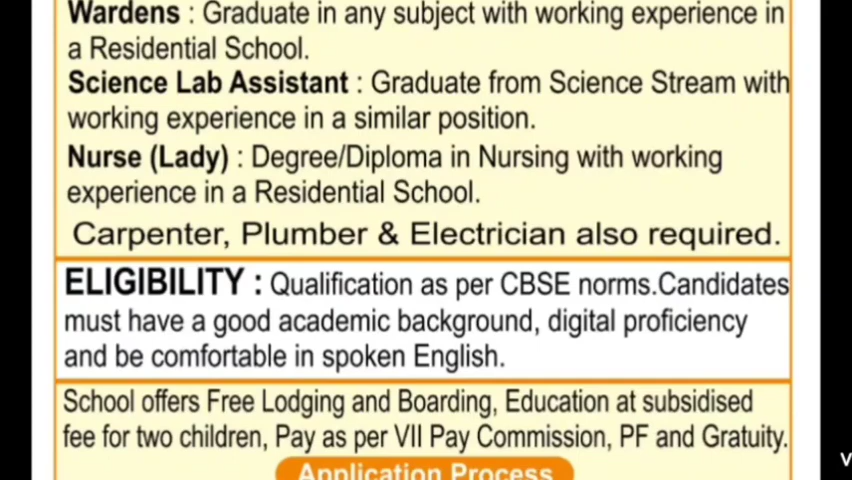 Wardens : Graduate in any subject with working experience in
a Residential School.
Science Lab Assistant : Graduate from Science Stream with
working experience in a similar position.
Nurse (Lady) : Degree/Diploma in Nursing with working
experience in a Residential School.
Carpenter, Plumber & Electrician also required.
ELIGIBILITY : Qualification as per CBSE norms.Candidates
must have a good academic background, digital proficiency
and be comfortable in spoken English.
School offers Free Lodging and Boarding, Education at subsidised
fee for two children, Pay as per VII Pay Commission, PF and Gratuity.
Application Process